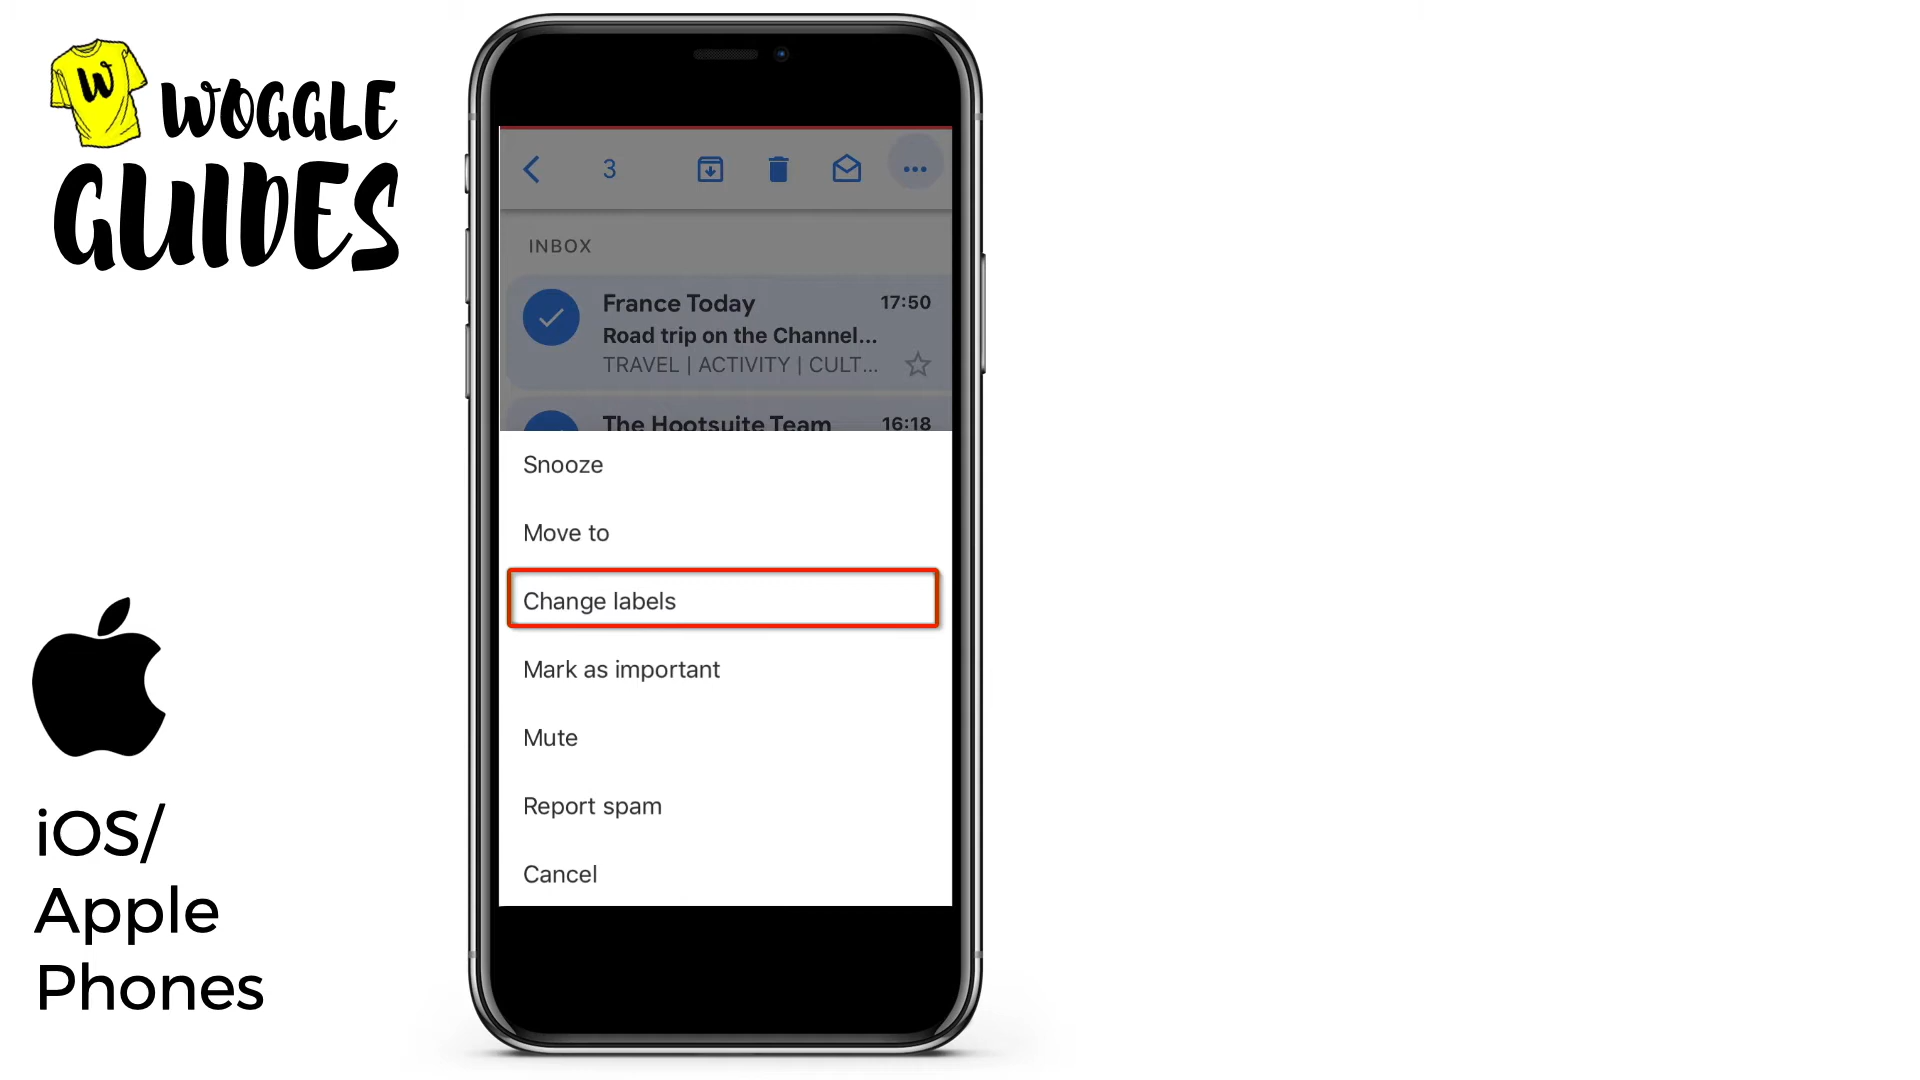 W
WOGGLE
GUIDES
3
INBOX
France Today 17:50
Road trip on the Channel...
TRAVEL | ACTIVITY | CULT...
The Hootsuite Team 16:18
Snooze
Move to
Change labels
Mark as important
Mute
Report spam
Cancel
iOS/
Apple
Phones